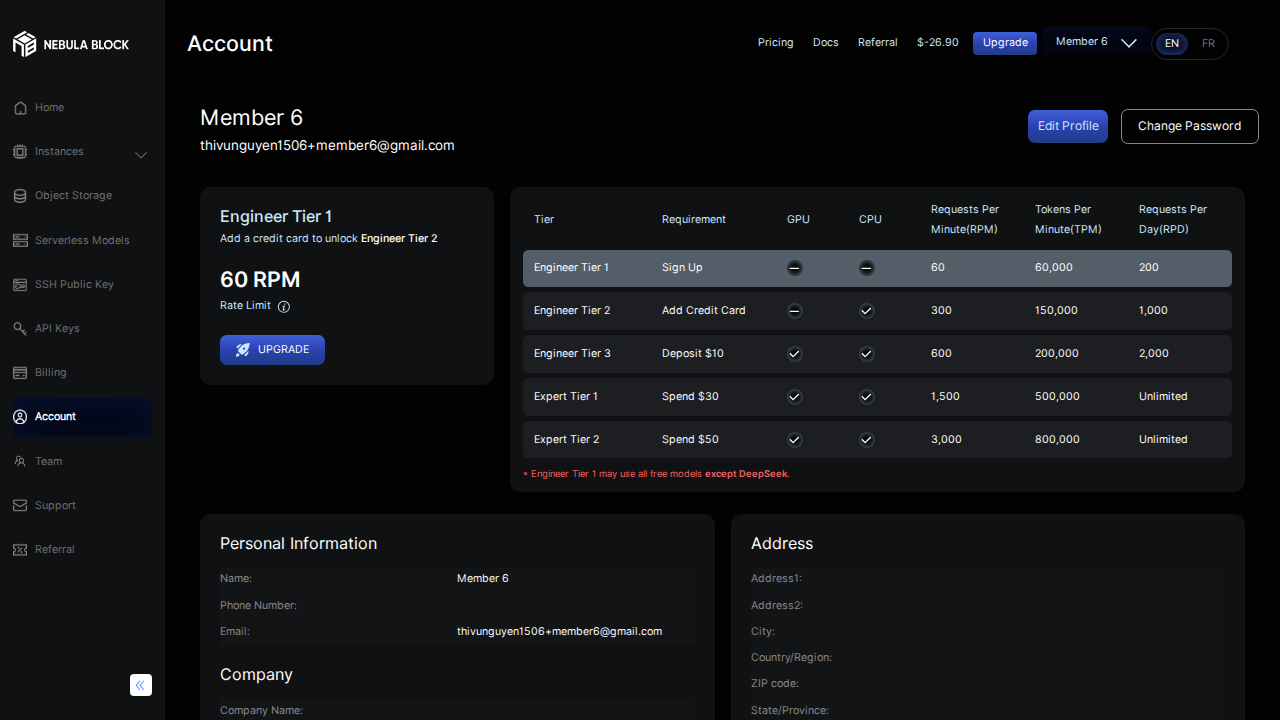 NEBULA BLOCK
Home
Instances
Object Storage
Serverless Models
SSH Public Key
API Keys
Billing
Account
Team
Support
Referral
Account
Pricing Docs Referral $-26.90 Upgrade Member 6 EN FR
Member 6
thivunguyen1506+member6@gmail.com
Edit Profile Change Password
Engineer Tier 1
Add a credit card to unlock Engineer Tier 2
60 RPM
Rate Limit
UPGRADE
Tier Requirement GPU CPU Requests Per Minute(RPM) Tokens Per Minute(TPM) Requests Per Day(RPD)
Engineer Tier 1 Sign Up 60 60,000 200
Engineer Tier 2 Add Credit Card 300 150,000 1,000
Engineer Tier 3 Deposit $10 600 200,000 2,000
Expert Tier 1 Spend $30 1,500 500,000 Unlimited
Expert Tier 2 Spend $50 3,000 800,000 Unlimited
* Engineer Tier 1 may use all free models except DeepSeek.
Personal Information
Name: Member 6
Phone Number:
Email: thivunguyen1506+member6@gmail.com
Company
Company Name:
Address
Address1:
Address2:
City:
Country/Region:
ZIP code:
State/Province: